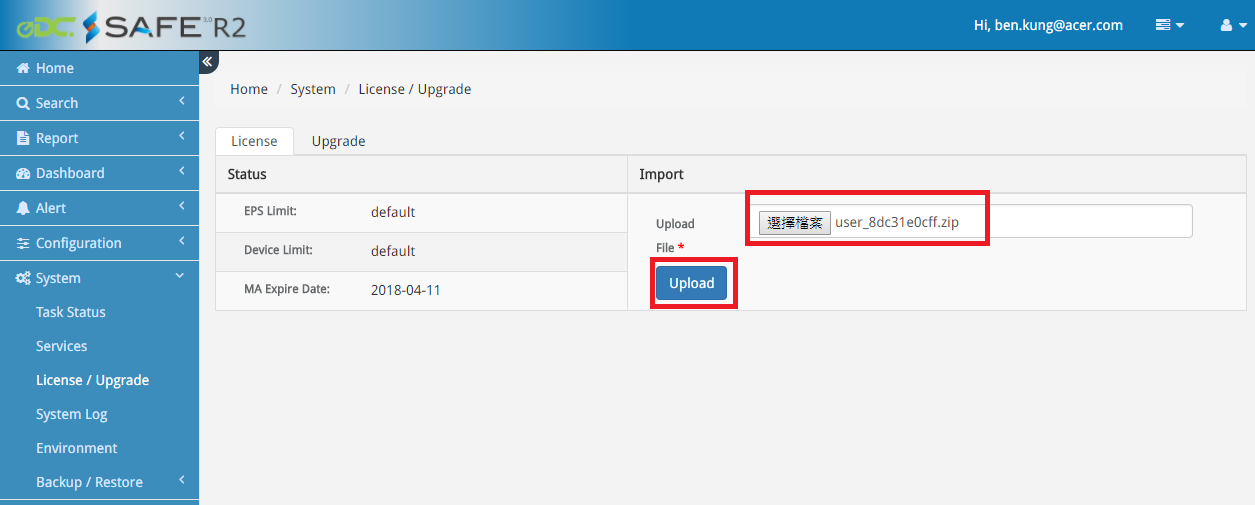 eDC SAFE 3.0 R2
Hi, ben.kung@acer.com
Home
Search
Report
Dashboard
Alert
Configuration
System
Task Status
Services
License / Upgrade
System Log
Environment
Backup / Restore
Home / System / License / Upgrade
License Upgrade
Status
EPS Limit: default
Device Limit: default
MA Expire Date: 2018-04-11
Import
Upload
File *
選擇檔案 user_8dc31e0cff.zip
Upload